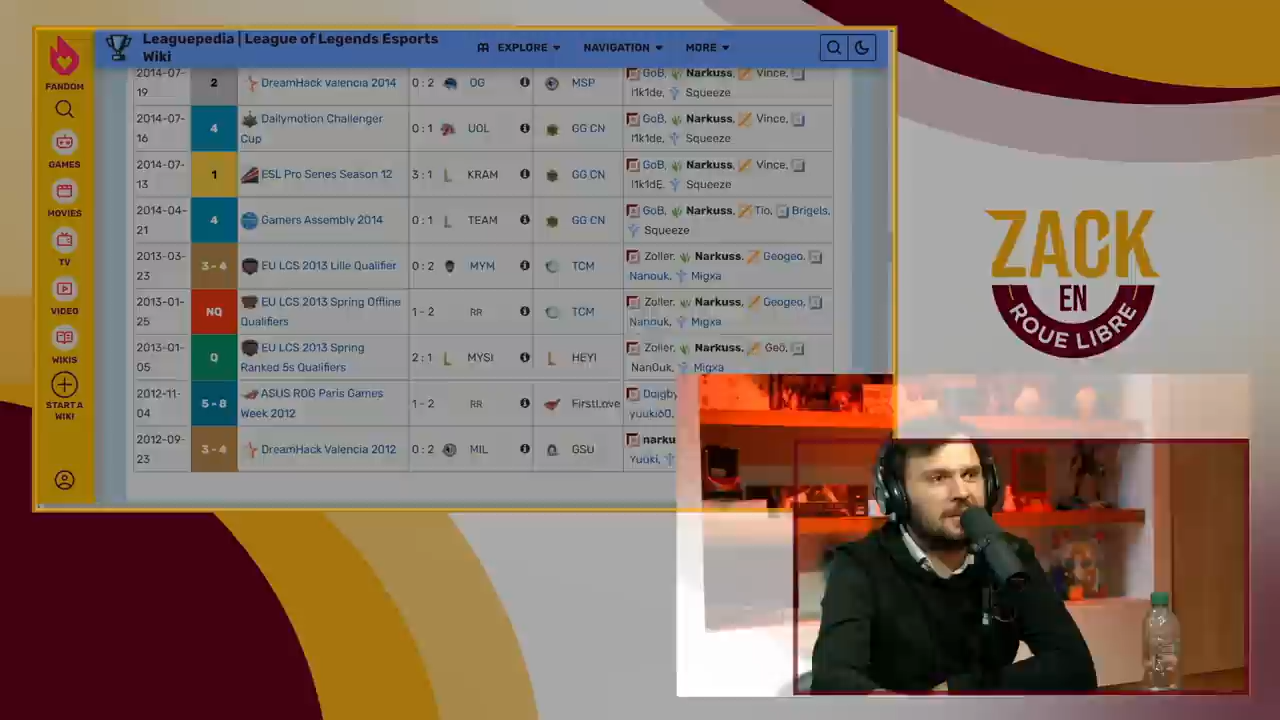 Leaguepedia | League of Legends Esports
Wiki
EXPLORE
NAVIGATION
MORE
FANDOM
GAMES
MOVIES
TV
VIDEO
WIKIS
START A
WIKI
2014-07-
19
2
DreamHack Valencia 2014
0 : 2
OG
MSP
GoB, Narkuss, Vince,
l1k1de, Squeeze
2014-07-
16
4
Dailymotion Challenger
Cup
0 : 1
UOL
GG CN
GoB, Narkuss, Vince,
l1k1de, Squeeze
2014-07-
13
1
ESL Pro Series Season 12
3 : 1
KRAM
GG CN
GoB, Narkuss, Vince,
l1k1dE, Squeeze
2014-04-
21
4
Gamers Assembly 2014
0 : 1
TEAM
GG CN
GoB, Narkuss, Tio, Brigels,
Squeeze
2013-03-
23
3 - 4
EU LCS 2013 Lille Qualifier
0 : 2
MYM
TCM
Zoller, Narkuss, Geogeo,
Nanouk, Migxa
2013-01-
25
NQ
EU LCS 2013 Spring Offline
Qualifiers
1 - 2
RR
TCM
Zoller, Narkuss, Geogeo,
Nanouk, Migxa
2013-01-
05
Q
EU LCS 2013 Spring
Ranked 5s Qualifiers
2 : 1
MYSI
HEYI
Zoller, Narkuss, Geo,
Nan0uk, Migxa
2012-11-
04
5 - 8
ASUS ROG Paris Games
Week 2012
1 - 2
RR
FirstLove
2012-09-
23
3 - 4
DreamHack Valencia 2012
0 : 2
MIL
GSU
narku
Yuuki,
ZACK
EN
ROUE LIBRE